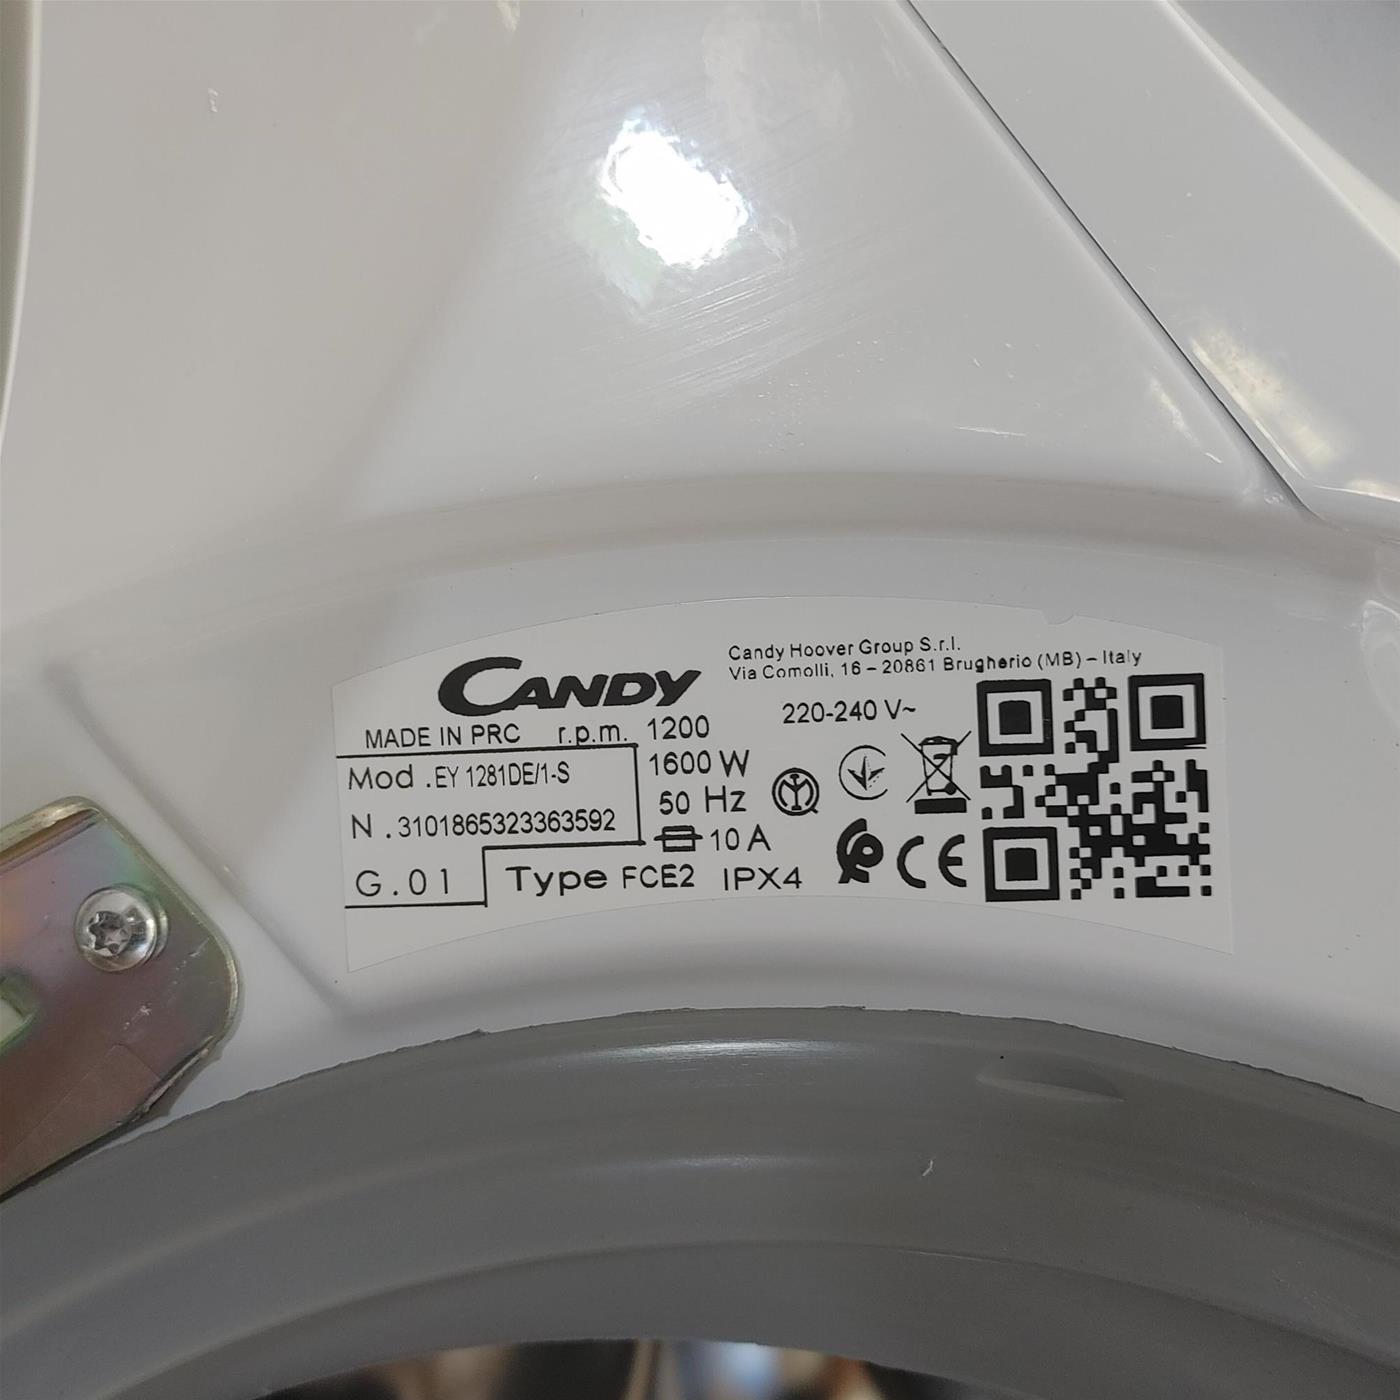 CANDY
Candy Hoover Group S.r.l.
Via Comolli, 16 – 20861 Brugherio (MB) – Italy
MADE IN PRC r.p.m. 1200 220-240 V~
Mod .EY 1281DE/1-S 1600 W
50 Hz
N .3101865323363592 10 A
G.01 Type FCE2 IPX4 CE